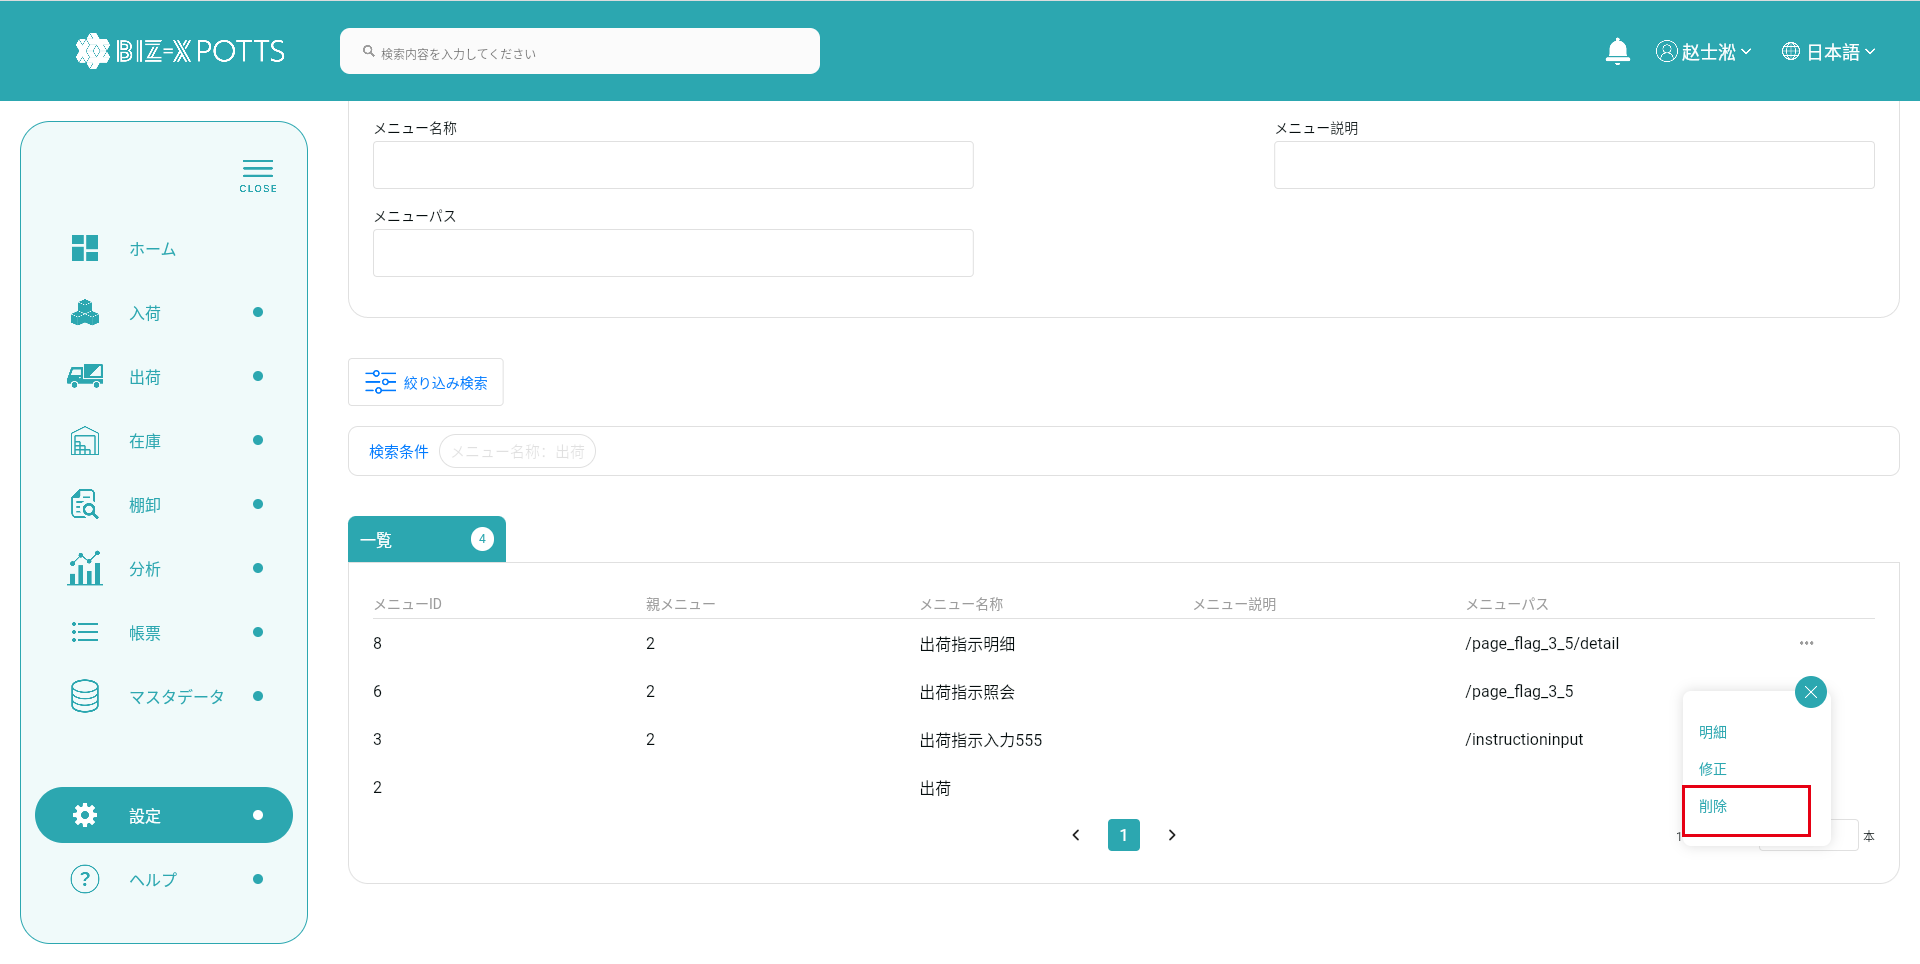 BIZ=X POTTS
検索内容を入力してください
赵士淞
日本語
CLOSE
ホーム
入荷
出荷
在庫
棚卸
分析
帳票
マスタデータ
設定
? ヘルプ
メニュー名称
メニュー説明
メニューパス
絞り込み検索
検索条件 メニュー名称: 出荷
一覧 4
メニューID 親メニュー メニュー名称 メニュー説明 メニューパス
8 2 出荷指示明细 /page_flag_3_5/detail ...
6 2 出荷指示照会 /page_flag_3_5
3 2 出荷指示入力555 /instructioninput
2 出荷
明細
修正
削除
1
本